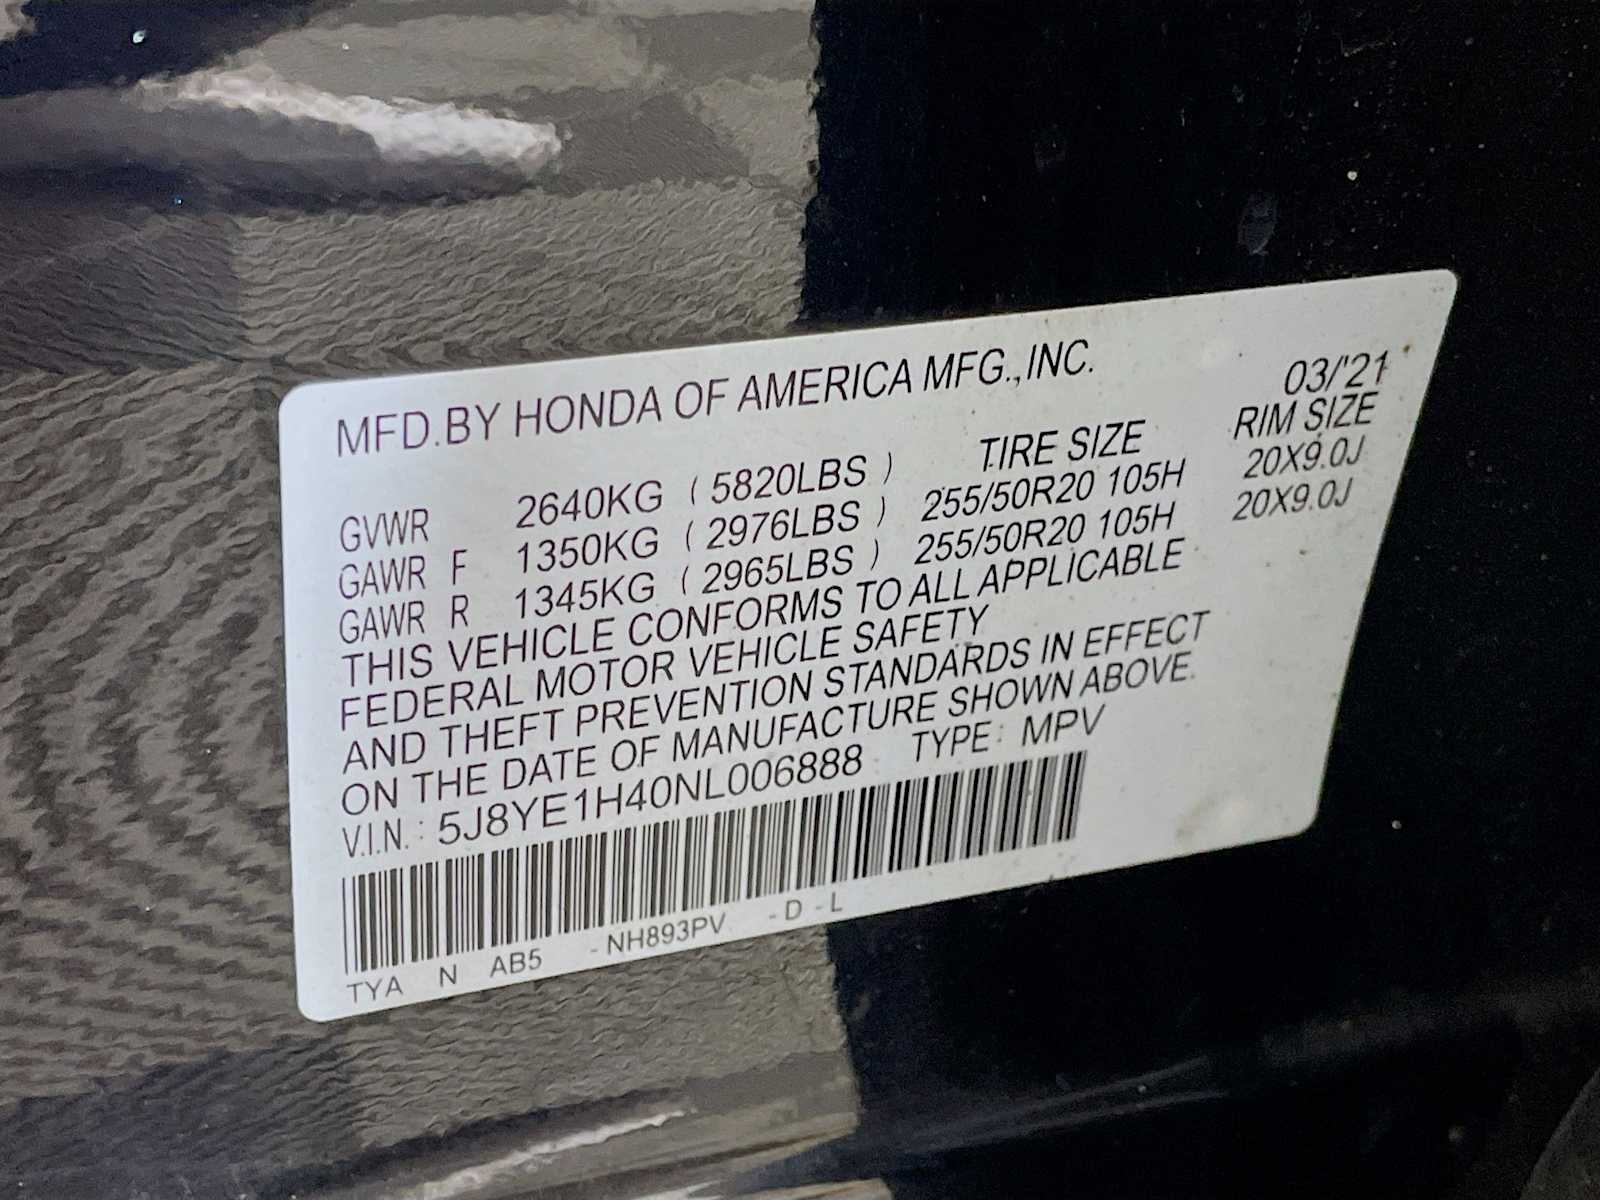 MFD.BY HONDA OF AMERICA MFG.,INC. 03/'21
TIRE SIZE RIM SIZE
GVWR 2640KG ( 5820LBS )
GAWR F 1350KG ( 2976LBS ) 255/50R20 105H 20X9.0J
GAWR R 1345KG ( 2965LBS ) 255/50R20 105H 20X9.0J
THIS VEHICLE CONFORMS TO ALL APPLICABLE
FEDERAL MOTOR VEHICLE SAFETY
AND THEFT PREVENTION STANDARDS IN EFFECT
ON THE DATE OF MANUFACTURE SHOWN ABOVE.
V.I.N.: 5J8YE1H40NL006888 TYPE: MPV
TYA N AB5 -NH893PV -D -L